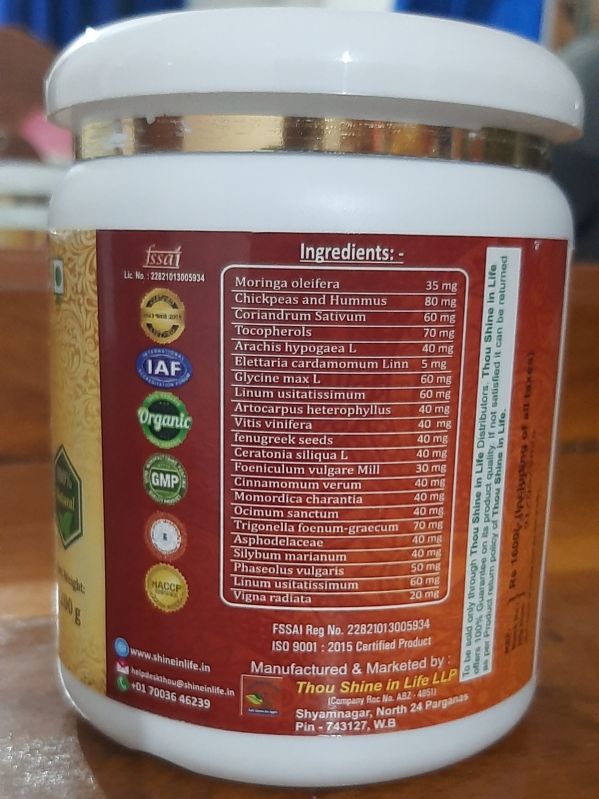 fssai
Lic. No. : 22821013005934
IAF
Organic
GMP
HACCP
Ingredients: -
Moringa oleifera 35 mg
Chickpeas and Hummus 80 mg
Coriandrum Sativum 60 mg
Tocopherols 70 mg
Arachis hypogaea L 40 mg
Elettaria cardamomum Linn 5 mg
Glycine max L 60 mg
Linum usitatissimum 60 mg
Artocarpus heterophyllus 40 mg
Vitis vinifera 40 mg
fenugreek seeds 40 mg
Ceratonia siliqua L 40 mg
Foeniculum vulgare Mill 30 mg
Cinnamomum verum 40 mg
Momordica charantia 40 mg
Ocimum sanctum 40 mg
Trigonella foenum-graecum 70 mg
Asphodelaceae 40 mg
Silybum marianum 40 mg
Phaseolus vulgaris 50 mg
Linum usitatissimum 60 mg
Vigna radiata 20 mg
FSSAI Reg No. 22821013005934
ISO 9001 : 2015 Certified Product
Manufactured & Marketed by :
Thou Shine in Life LLP
(Company Roc No. ABZ - 4851)
Shyamnagar, North 24 Parganas
Pin - 743127, W.B
www.shineinlife.in
helpdeskthou@shineinlife.in
+01 70036 46239
To be sold only through Thou Shine in Life Distributors. Thou Shine in Life
offers 100% Guarantee on its product quality. If not satisfied it can be returned
as per Product return policy of Thou Shine in Life.
Rs 1600/- (Including of all taxes)